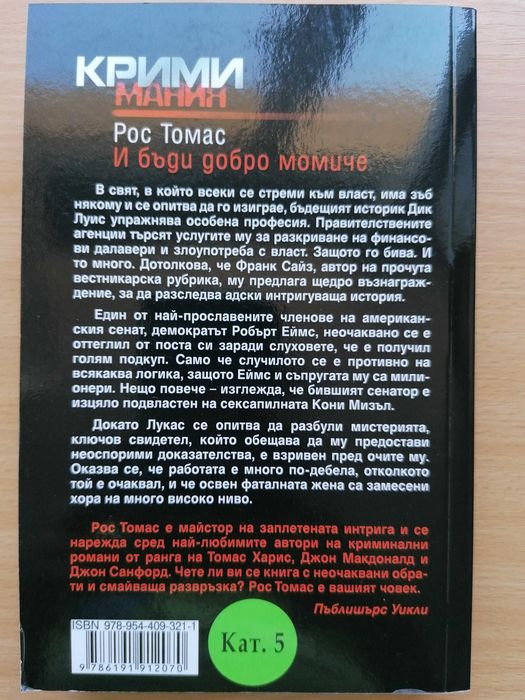 КРИМИ
МАНИЯ
Рос Томас
И бъди добро момиче
В свят, в който всеки се стреми към власт, има зъб
някому и се опитва да го изиграе, бъдещият историк Дик
Луис упражнява особена професия. Правителствените
агенции търсят услугите му за разкриване на финансо-
ви далавери и злоупотреба с власт. Защото го бива. И
то много. Дотолкова, че Франк Сайз, автор на прочута
вестникарска рубрика, му предлага щедро възнаграж-
дение, за да разследва адски интригуваща история.
Един от най-прославените членове на американ-
ския сенат, демократът Робърт Еймс, неочаквано се е
оттеглил от поста си заради слуховете, че е получил
голям подкуп. Само че случилото се е противно на
всякаква логика, защото Еймс и съпругата му са мили-
онери. Нещо повече – изглежда, че бившият сенатор е
изцяло подвластен на сексапилната Кони Мизъл.
Докато Лукас се опитва да разбули мистерията,
ключов свидетел, който обещава да му предостави
неоспорими доказателства, е взривен пред очите му.
Оказва се, че работата е много по-дебела, отколкото
той е очаквал, и че освен фаталната жена са замесени
хора на много високо ниво.
Рос Томас е майстор на заплетената интрига и се
нарежда сред най-любимите автори на криминални
романи от ранга на Томас Харис, Джон Макдоналд и
Джон Санфорд. Чете ли ви се книга с неочаквани обра-
ти и смайваща развръзка? Рос Томас е вашият човек.
Пъблишърс Уикли
ISBN 978-954-409-321-1
9 786191 912070
Кат. 5